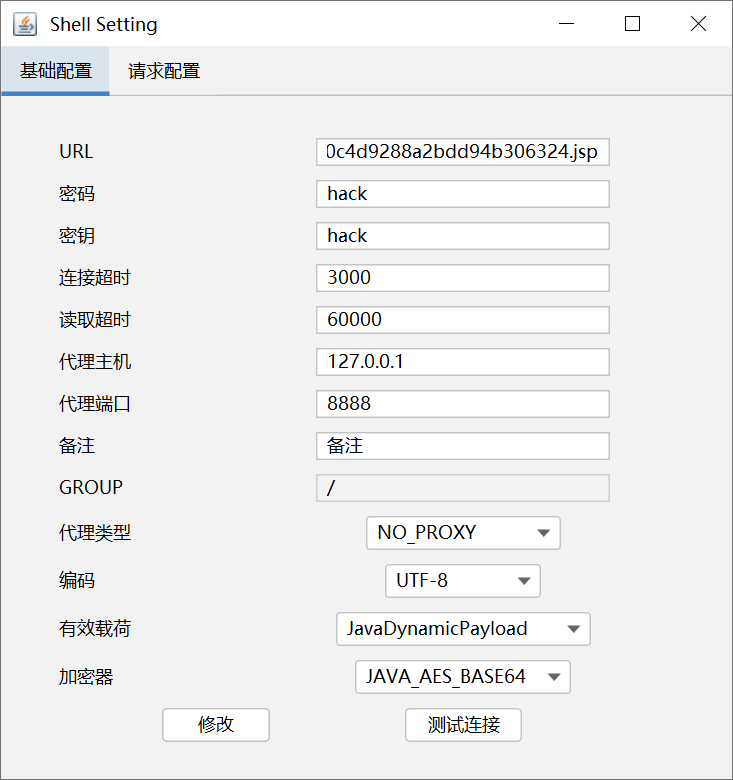 Shell Setting
基础配置 请求配置
URL 0c4d9288a2bdd94b306324.jsp
密码 hack
密钥 hack
连接超时 3000
读取超时 60000
代理主机 127.0.0.1
代理端口 8888
备注 备注
GROUP /
代理类型 NO_PROXY
编码 UTF-8
有效载荷 JavaDynamicPayload
加密器 JAVA_AES_BASE64
修改 测试连接